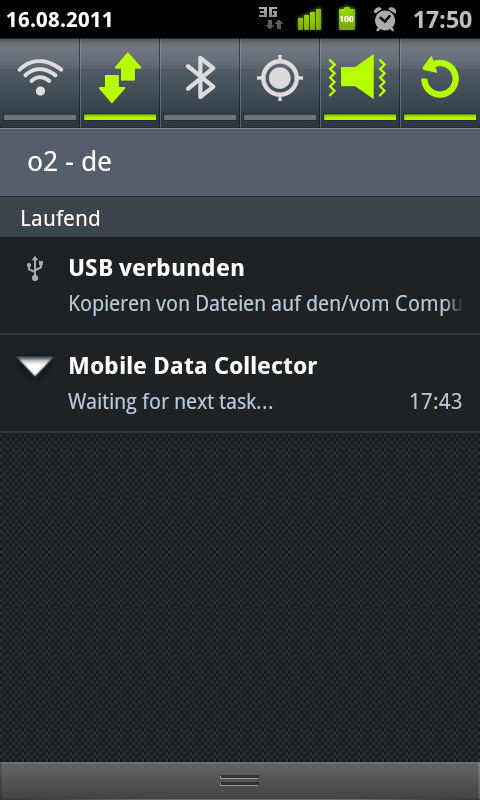 16.08.2011 3G 100 17:50
o2 - de
Laufend
USB verbunden
Kopieren von Dateien auf den/vom Compu
Mobile Data Collector
Waiting for next task... 17:43